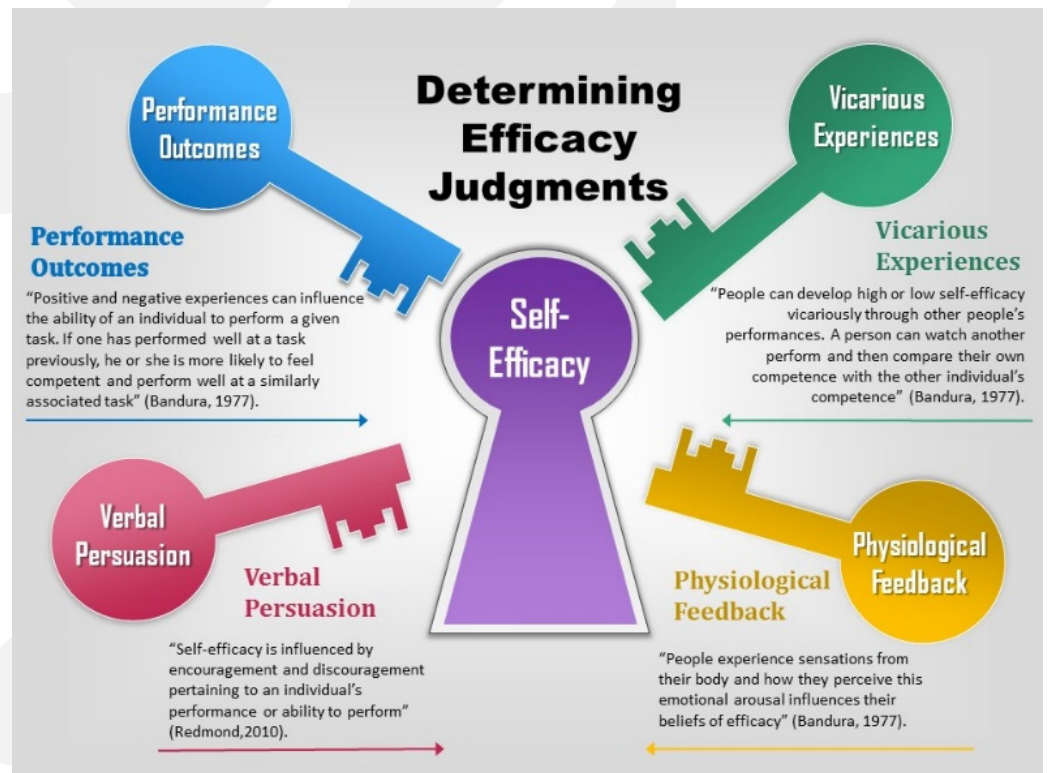 Determining
Efficacy
Judgments
Performance
Outcomes
Performance
Outcomes
“Positive and negative experiences can influence
the ability of an individual to perform a given
task. If one has performed well at a task
previously, he or she is more likely to feel
competent and perform well at a similarly
associated task” (Bandura, 1977).
Vicarious
Experiences
Vicarious
Experiences
“People can develop high or low self-efficacy
vicariously through other people’s
performances. A person can watch another
perform and then compare their own
competence with the other individual’s
competence” (Bandura, 1977).
Self-
Efficacy
Verbal
Persuasion
Verbal
Persuasion
“Self-efficacy is influenced by
encouragement and discouragement
pertaining to an individual’s
performance or ability to perform”
(Redmond,2010).
Physiological
Feedback
Physiological
Feedback
“People experience sensations from
their body and how they perceive this
emotional arousal influences their
beliefs of efficacy” (Bandura, 1977).